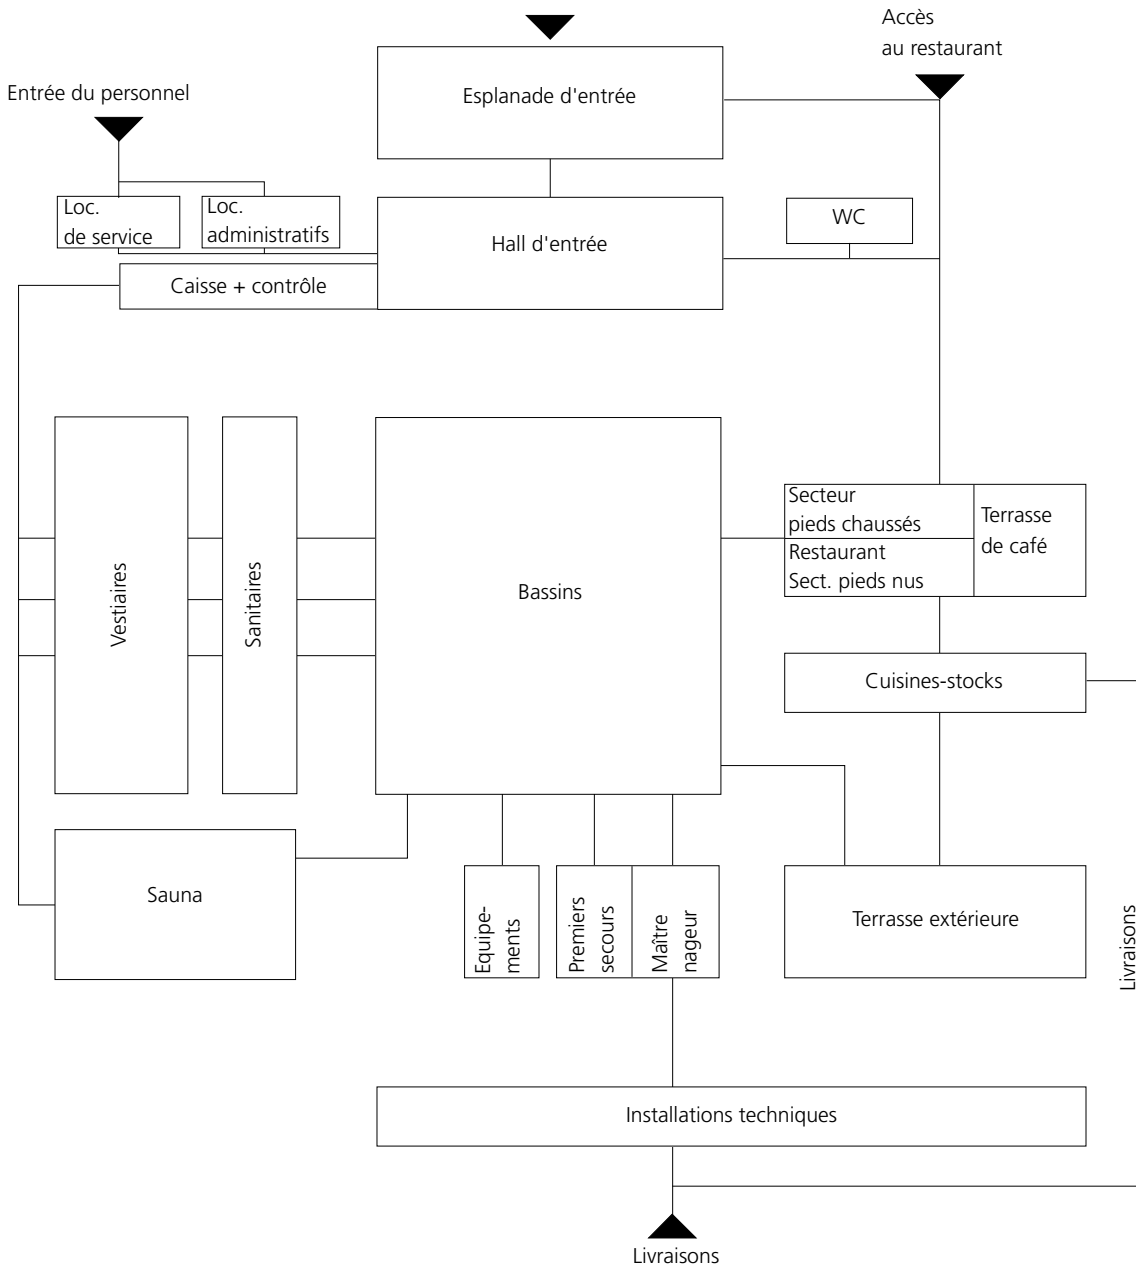 Accès
au restaurant
Entrée du personnel
Esplanade d'entrée
Loc.
de service
Loc.
administratifs
WC
Hall d'entrée
Caisse + contrôle
Secteur
pieds chaussés
Restaurant
Sect. pieds nus
Terrasse
de café
Vestiaires
Sanitaires
Bassins
Cuisines-stocks
Sauna
Equipe-
ments
Premiers
secours
Maître
nageur
Terrasse extérieure
Livraisons
Installations techniques
Livraisons